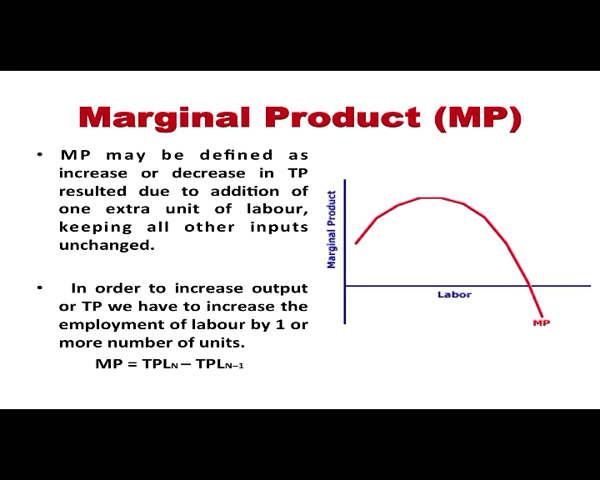 Marginal Product (MP)
• MP may be defined as
increase or decrease in TP
resulted due to addition of
one extra unit of labour,
keeping all other inputs
unchanged.
• In order to increase output
or TP we have to increase the
employment of labour by 1 or
more number of units.
MP = TPLN – TPLN–1
Marginal Product
Labor
MP